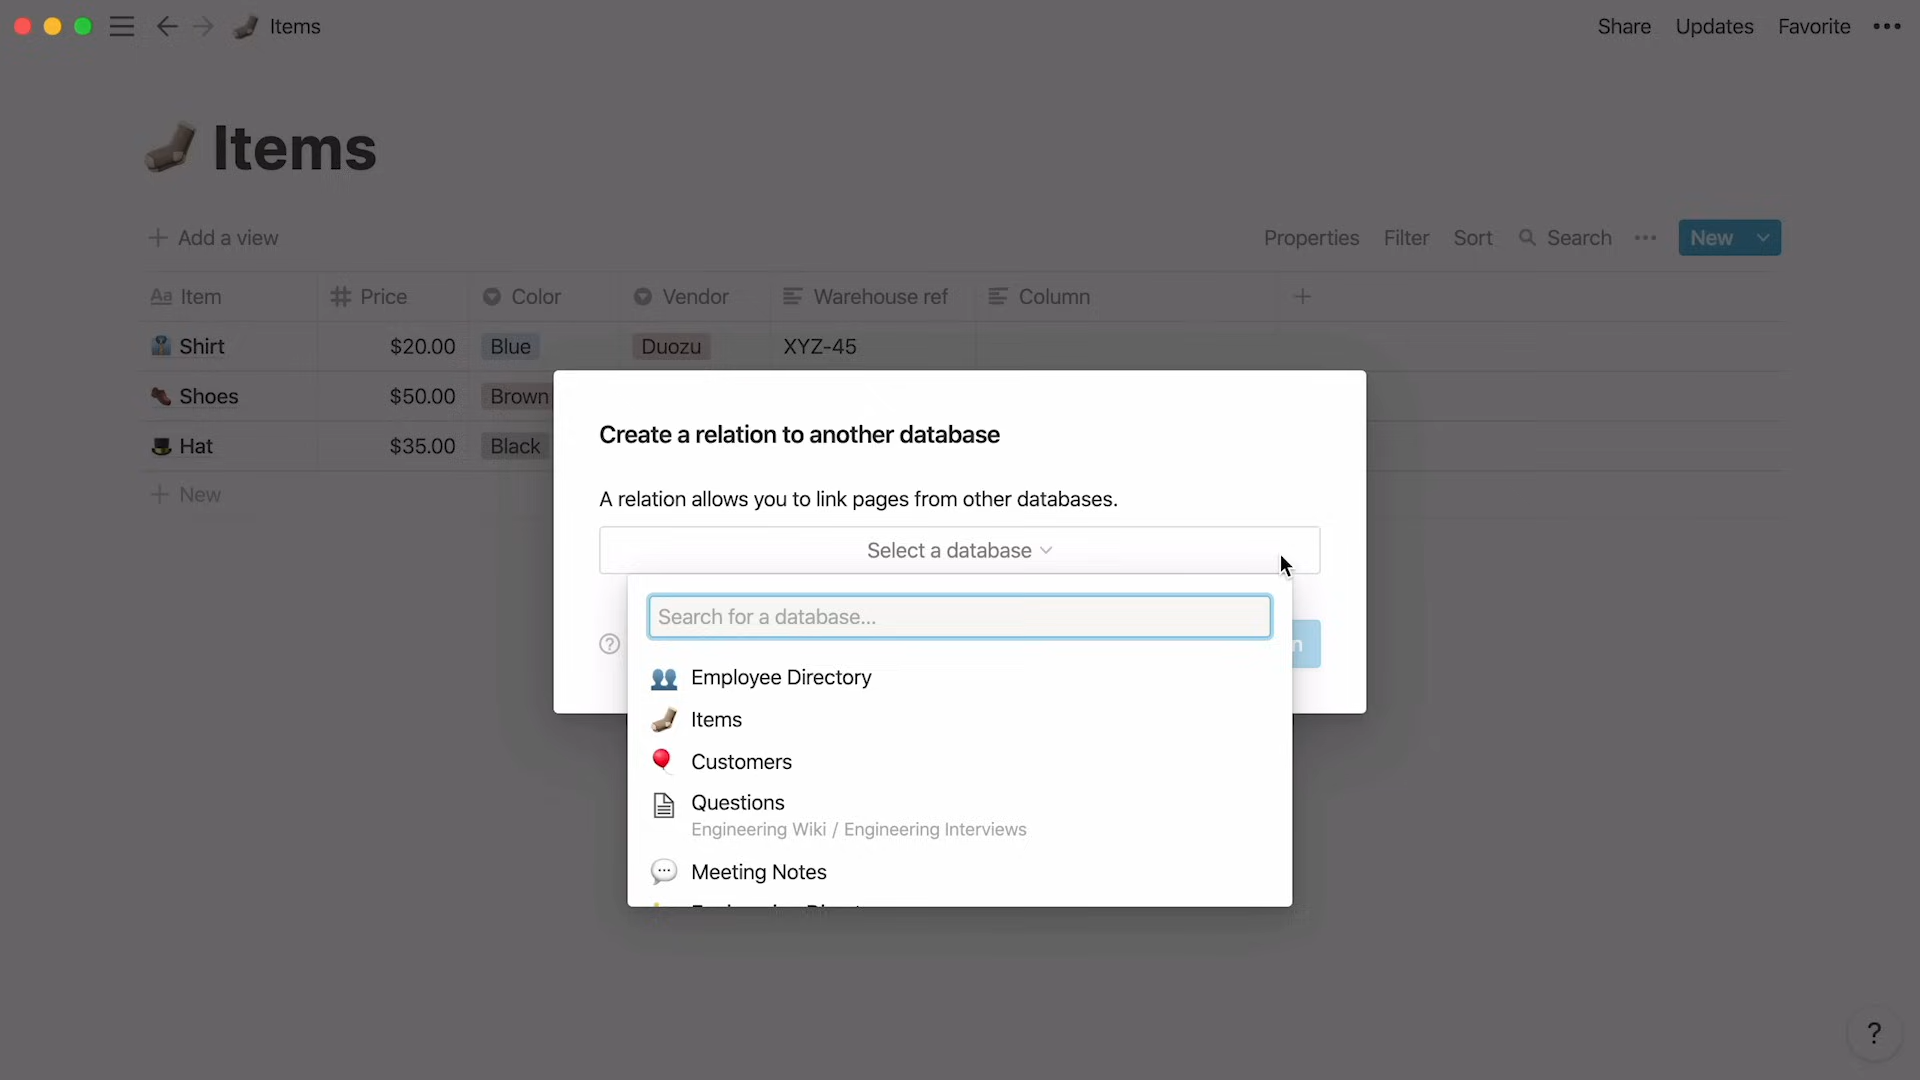 Items
Share Updates Favorite
Items
Add a view
Properties Filter Sort Search New
Aa Item Price Color Vendor Warehouse ref Column
Shirt $20.00 Blue Duozu XYZ-45
Shoes $50.00 Brown
Hat $35.00 Black
New
Create a relation to another database
A relation allows you to link pages from other databases.
Select a database
Search for a database...
Employee Directory
Items
Customers
Questions
Engineering Wiki / Engineering Interviews
Meeting Notes
?